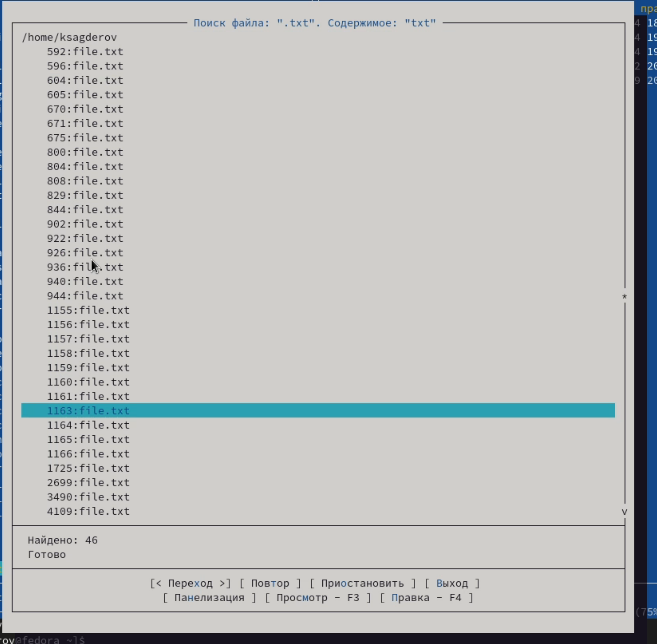 Поиск файла: ".txt". Содержимое: "txt"
/home/ksagderov
592:file.txt
596:file.txt
604:file.txt
605:file.txt
670:file.txt
671:file.txt
675:file.txt
800:file.txt
804:file.txt
808:file.txt
829:file.txt
844:file.txt
902:file.txt
922:file.txt
926:file.txt
936:file.txt
940:file.txt
944:file.txt
1155:file.txt
1156:file.txt
1157:file.txt
1158:file.txt
1159:file.txt
1160:file.txt
1161:file.txt
1163:file.txt
1164:file.txt
1165:file.txt
1166:file.txt
1725:file.txt
2699:file.txt
3490:file.txt
4109:file.txt
Найдено: 46
Готово
[< Переход >] [ Повтор ] [ Приостановить ] [ Выход ]
[ Панелизация ] [ Просмотр - F3 ] [ Правка - F4 ]
rov@fedora ~]$